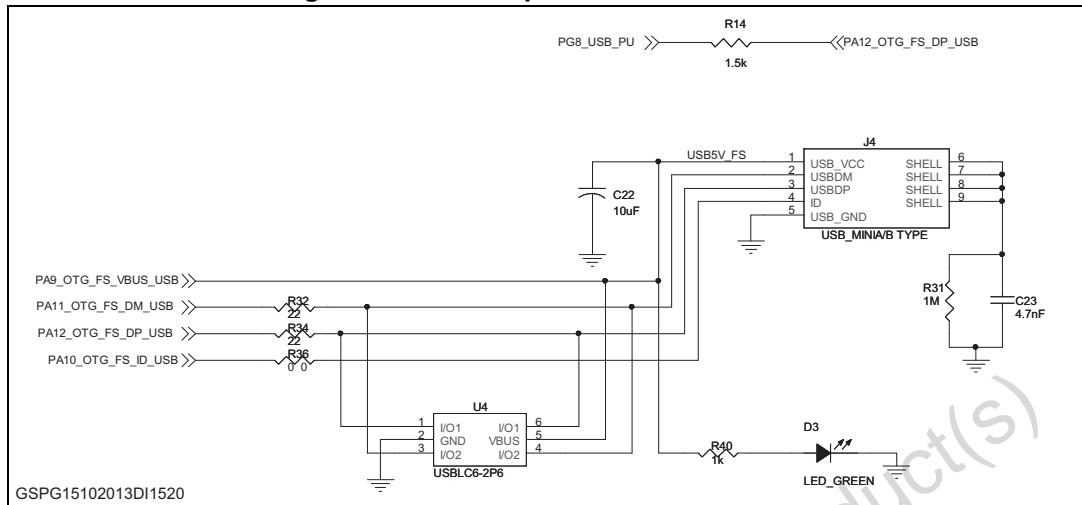 R14
PG8_USB_PU
PA12_OTG_FS_DP_USB
1.5k
J4
USB5V_FS
1 USB_VCC SHELL 6
2 USBDM SHELL 7
3 USBDP SHELL 8
4 ID SHELL 9
5 USB_GND
USB_MINIA/B TYPE
C22
10uF
PA9_OTG_FS_VBUS_USB
PA11_OTG_FS_DM_USB
R32
22
PA12_OTG_FS_DP_USB
R34
22
PA10_OTG_FS_ID_USB
R36
0 0
R31
1M
C23
4.7nF
U4
1 I/O1 I/O1 6
2 GND VBUS 5
3 I/O2 I/O2 4
USBLC6-2P6
R40
1k
D3
LED_GREEN
GSPG15102013DI1520